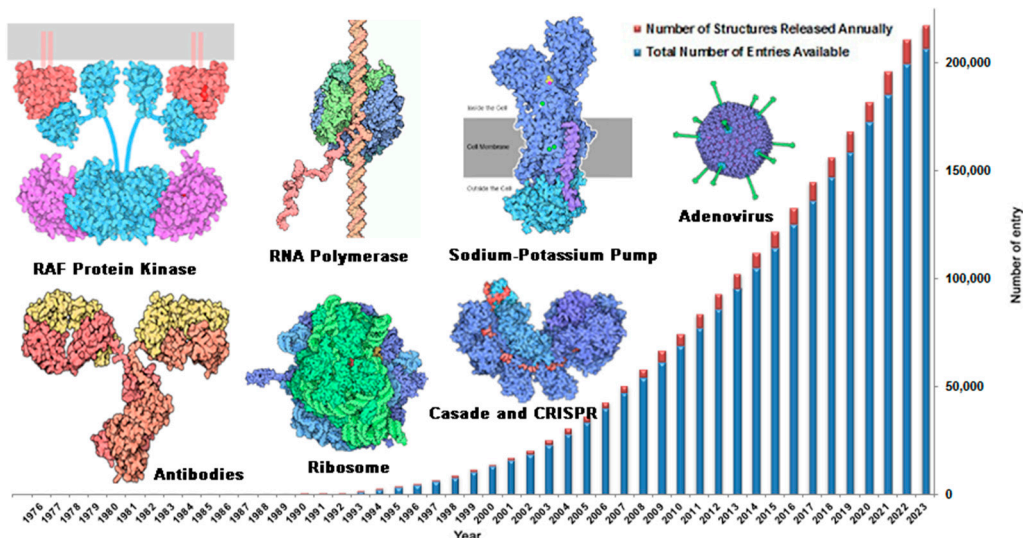 Number of Structures Released Annually
Total Number of Entries Available
Inside the Cell
Cell Membrane
Outside the Cell
RAF Protein Kinase
RNA Polymerase
Sodium-Potassium Pump
Adenovirus
Antibodies
Ribosome
Casade and CRISPR
200,000
150,000
100,000
50,000
0
Number of entry
1976 1977 1978 1979 1980 1981 1982 1983 1984 1985 1986 1987 1988 1989 1990 1991 1992 1993 1994 1995 1996 1997 1998 1999 2000 2001 2002 2003 2004 2005 2006 2007 2008 2009 2010 2011 2012 2013 2014 2015 2016 2017 2018 2019 2020 2021 2022 2023
Year